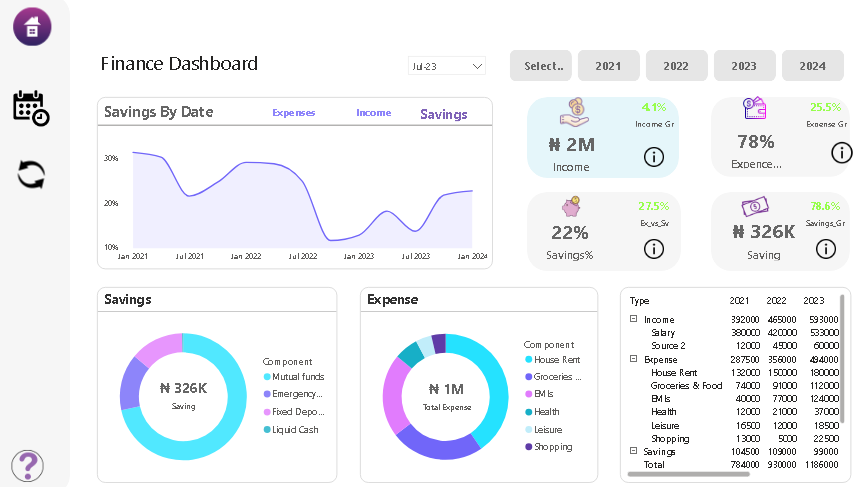 Finance Dashboard
Jul-23
Select..
2021
2022
2023
2024
Savings By Date
Expenses
Income
Savings
30%
20%
10%
Jan 2021
Jul 2021
Jan 2022
Jul 2022
Jan 2023
Jul 2023
Jan 2024
4.1%
Income Gr
₦ 2M
Income
25.5%
Expense Gr
78%
Expence...
27.5%
Ex_vs_Sv
22%
Savings%
78.6%
Savings_Gr
₦ 326K
Saving
Savings
₦ 326K
Saving
Component
Mutual funds
Emergency...
Fixed Depo...
Liquid Cash
Expense
₦ 1M
Total Expense
Component
House Rent
Groceries ...
EMIs
Health
Leisure
Shopping
Type 2021 2022 2023
Income 392000 465000 593000
Salary 380000 420000 533000
Source 2 12000 45000 60000
Expense 287500 356000 494000
House Rent 132000 150000 180000
Groceries & Food 74000 91000 112000
EMIs 40000 77000 124000
Health 12000 21000 37000
Leisure 16500 12000 18500
Shopping 13000 5000 22500
Savings 104500 109000 99000
Total 784000 930000 1186000